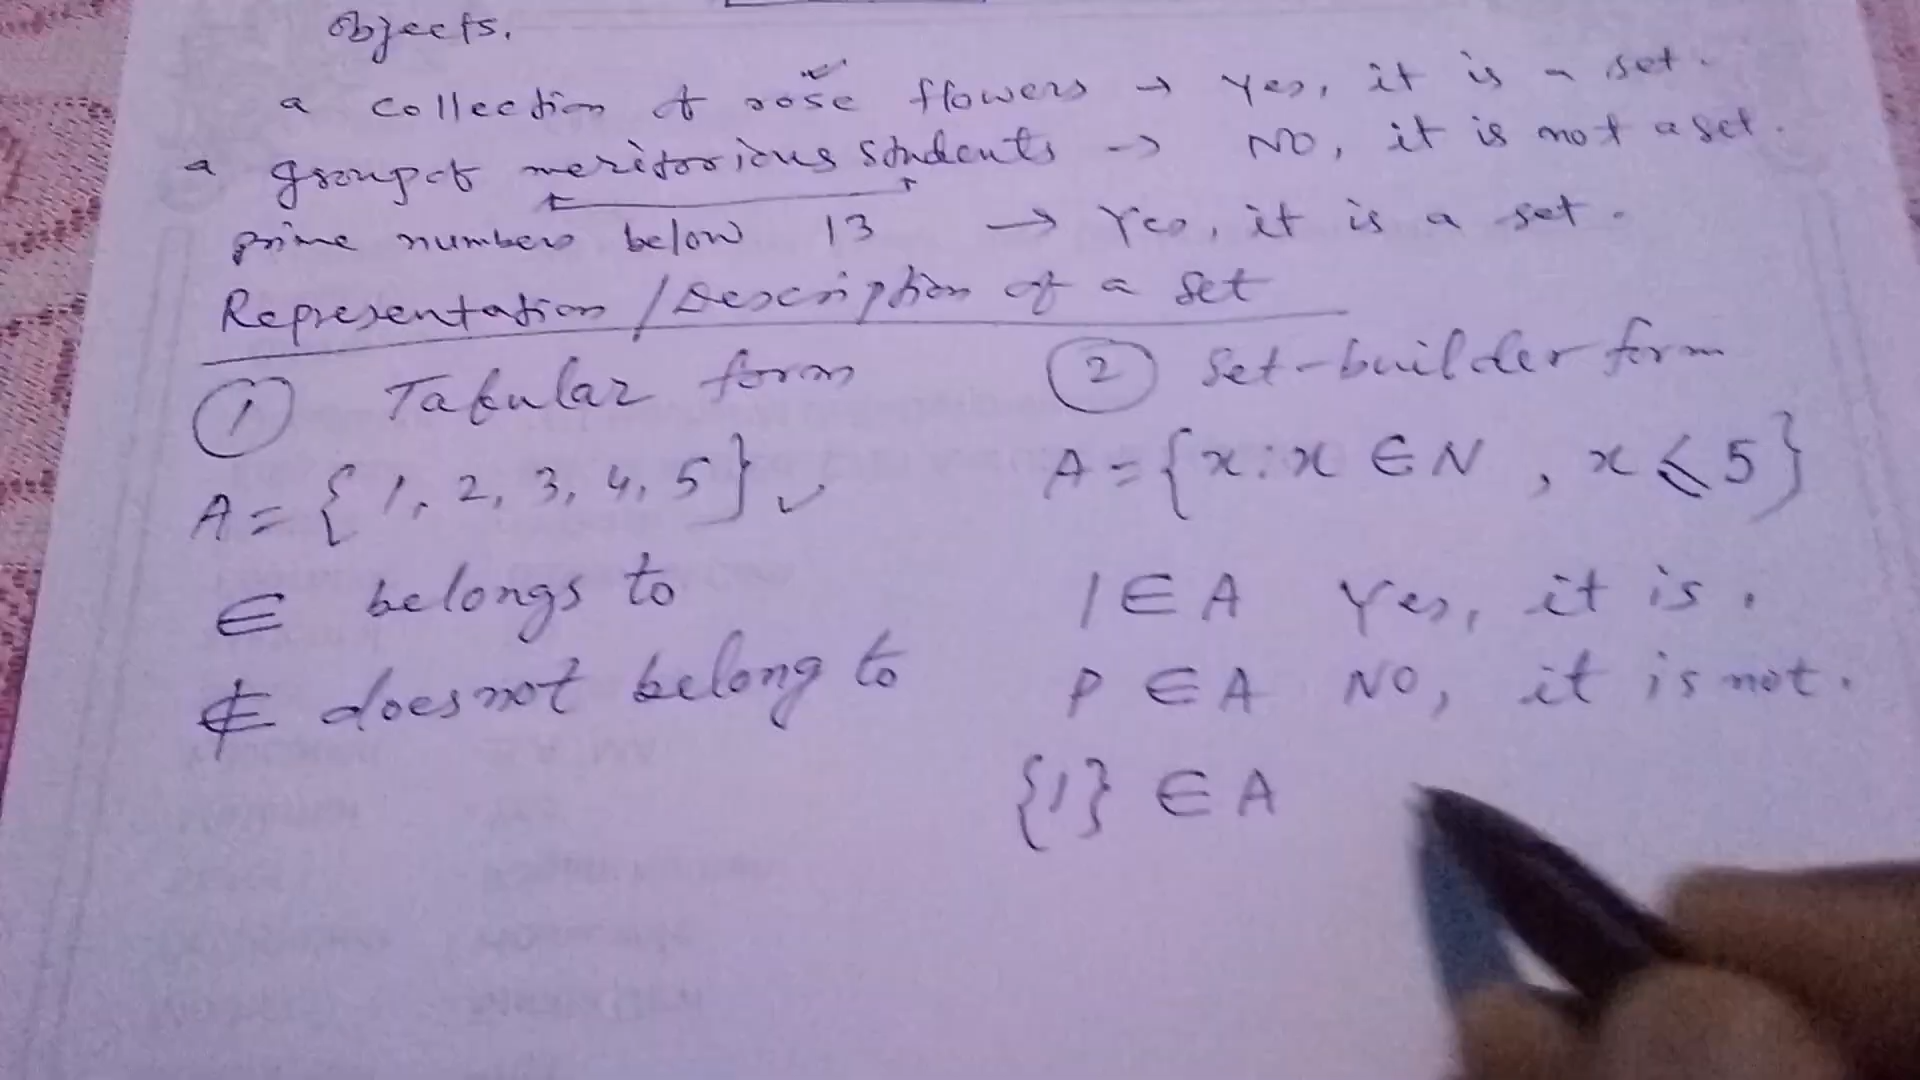 objects.
a collection of rose flowers → Yes, it is a set.
a group of meritorious students → NO, it is not a set.
prime numbers below 13 → Yes, it is a set.
Representation / Description of a set
1 Tabular form
2 Set-builder form
A = { 1, 2, 3, 4, 5 } ✓
A = { x : x ∈ N , x ⩽ 5 }
∈ belongs to
∉ does not belong to
1 ∈ A Yes, it is .
P ∈ A NO, it is not .
{1} ∈ A